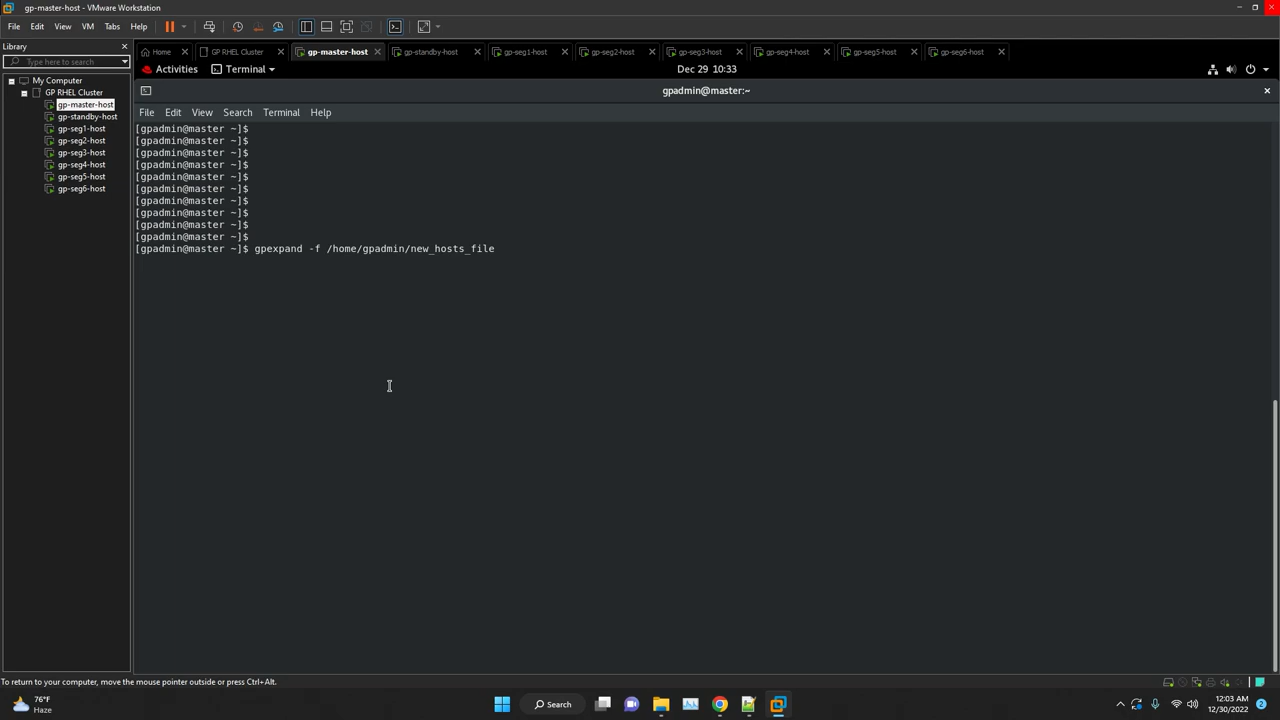 gp-master-host - VMware Workstation
File Edit View VM Tabs Help
Library
Type here to search
My Computer
GP RHEL Cluster
gp-master-host
gp-standby-host
gp-seg1-host
gp-seg2-host
gp-seg3-host
gp-seg4-host
gp-seg5-host
gp-seg6-host
Home GP RHEL Cluster gp-master-host gp-standby-host gp-seg1-host gp-seg2-host gp-seg3-host gp-seg4-host gp-seg5-host gp-seg6-host
Activities Terminal Dec 29 10:33
gpadmin@master:~
File Edit View Search Terminal Help
[gpadmin@master ~]$
[gpadmin@master ~]$
[gpadmin@master ~]$
[gpadmin@master ~]$
[gpadmin@master ~]$
[gpadmin@master ~]$
[gpadmin@master ~]$
[gpadmin@master ~]$
[gpadmin@master ~]$
[gpadmin@master ~]$
[gpadmin@master ~]$ gpexpand -f /home/gpadmin/new_hosts_file
To return to your computer, move the mouse pointer outside or press Ctrl+Alt.
76°F
Haze
Search
12:03 AM
12/30/2022
2